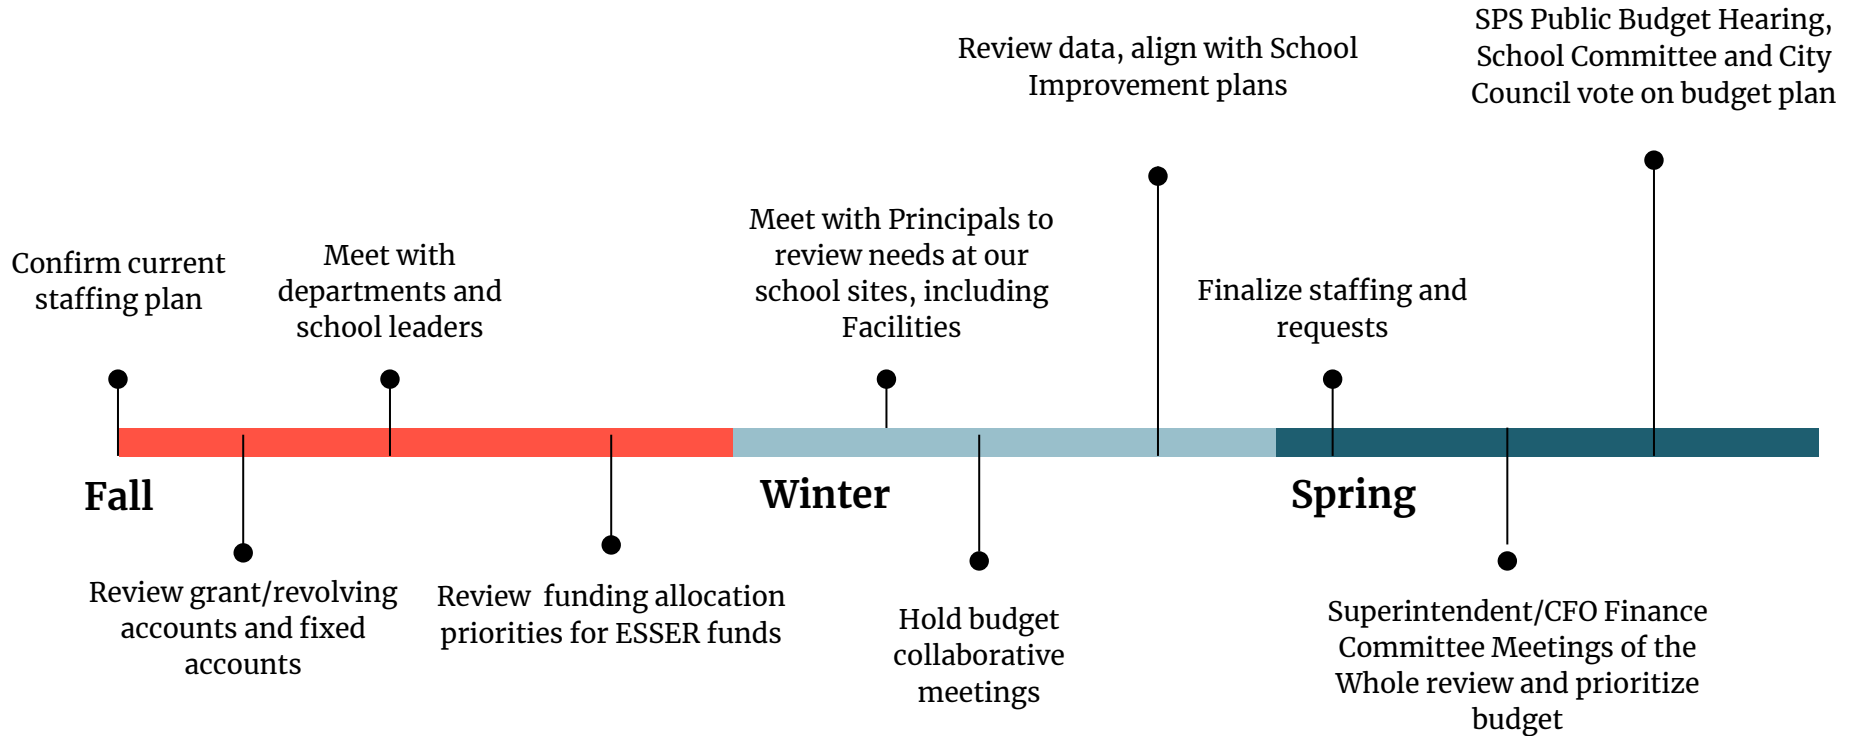 SPS Public Budget Hearing,
School Committee and City
Council vote on budget plan
Review data, align with School
Improvement plans
Meet with Principals to
review needs at our
school sites, including
Facilities
Confirm current
staffing plan
Meet with
departments and
school leaders
Finalize staffing and
requests
Fall
Winter
Spring
Review grant/revolving
accounts and fixed
accounts
Review  funding allocation
priorities for ESSER funds
Hold budget
collaborative
meetings
Superintendent/CFO Finance
Committee Meetings of the
Whole review and prioritize
budget